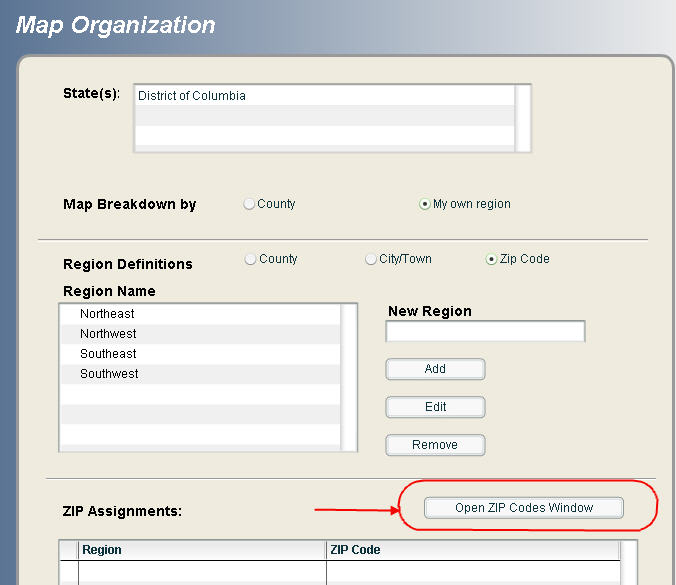 Map Organization
State(s):
District of Columbia
Map Breakdown by County My own region
Region Definitions County City/Town Zip Code
Region Name
Northeast
Northwest
Southeast
Southwest
New Region
Add
Edit
Remove
ZIP Assignments: Open ZIP Codes Window
Region ZIP Code